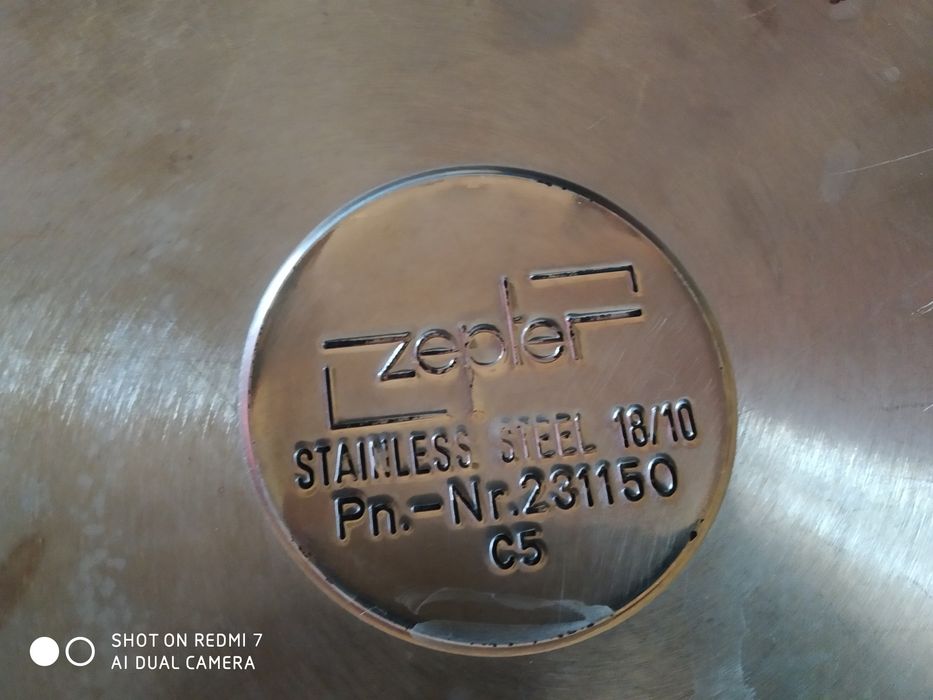 zepter
STAINLESS STEEL 18/10
Pn.-Nr.231150
C5
SHOT ON REDMI 7
AI DUAL CAMERA